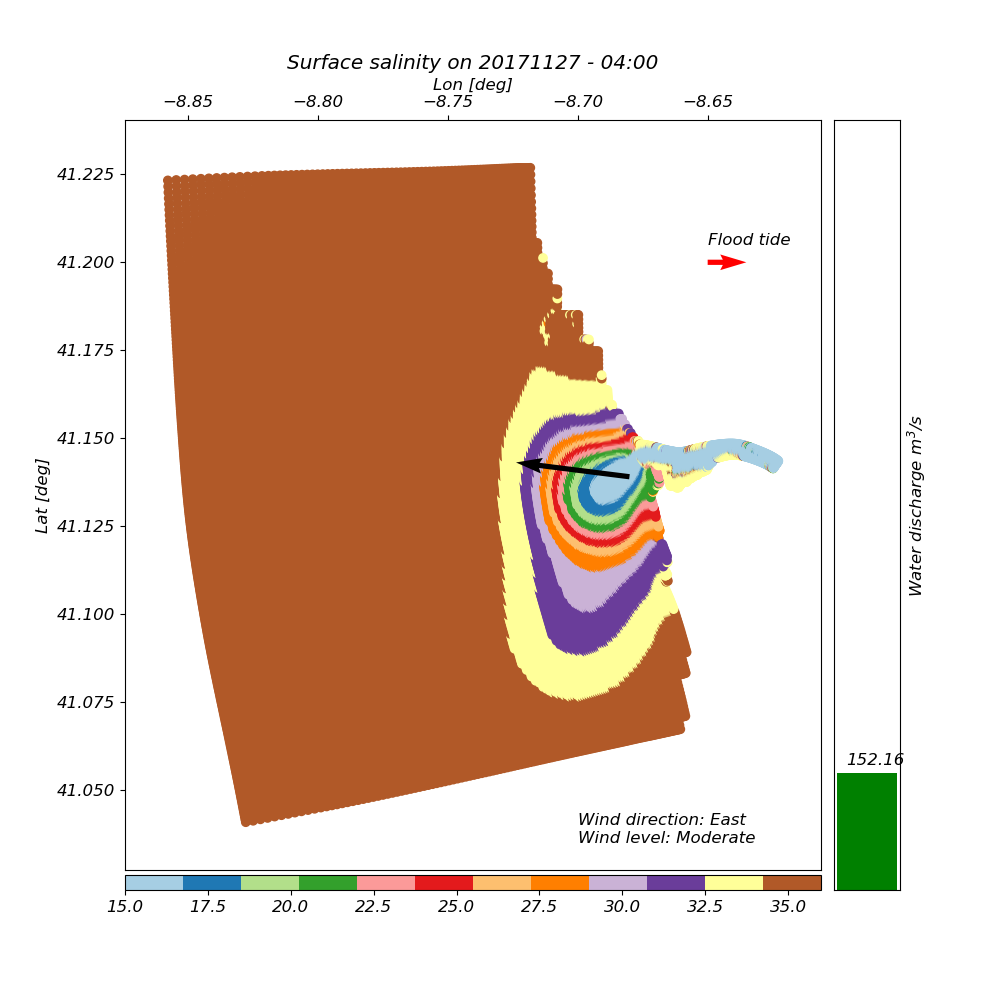 Surface salinity on 20171127 - 04:00
Lon [deg]
−8.85 −8.80 −8.75 −8.70 −8.65
41.225
41.200
41.175
41.150
41.125
41.100
41.075
41.050
Lat [deg]
Flood tide
Wind direction: East
Wind level: Moderate
152.16
Water discharge m³/s
15.0 17.5 20.0 22.5 25.0 27.5 30.0 32.5 35.0